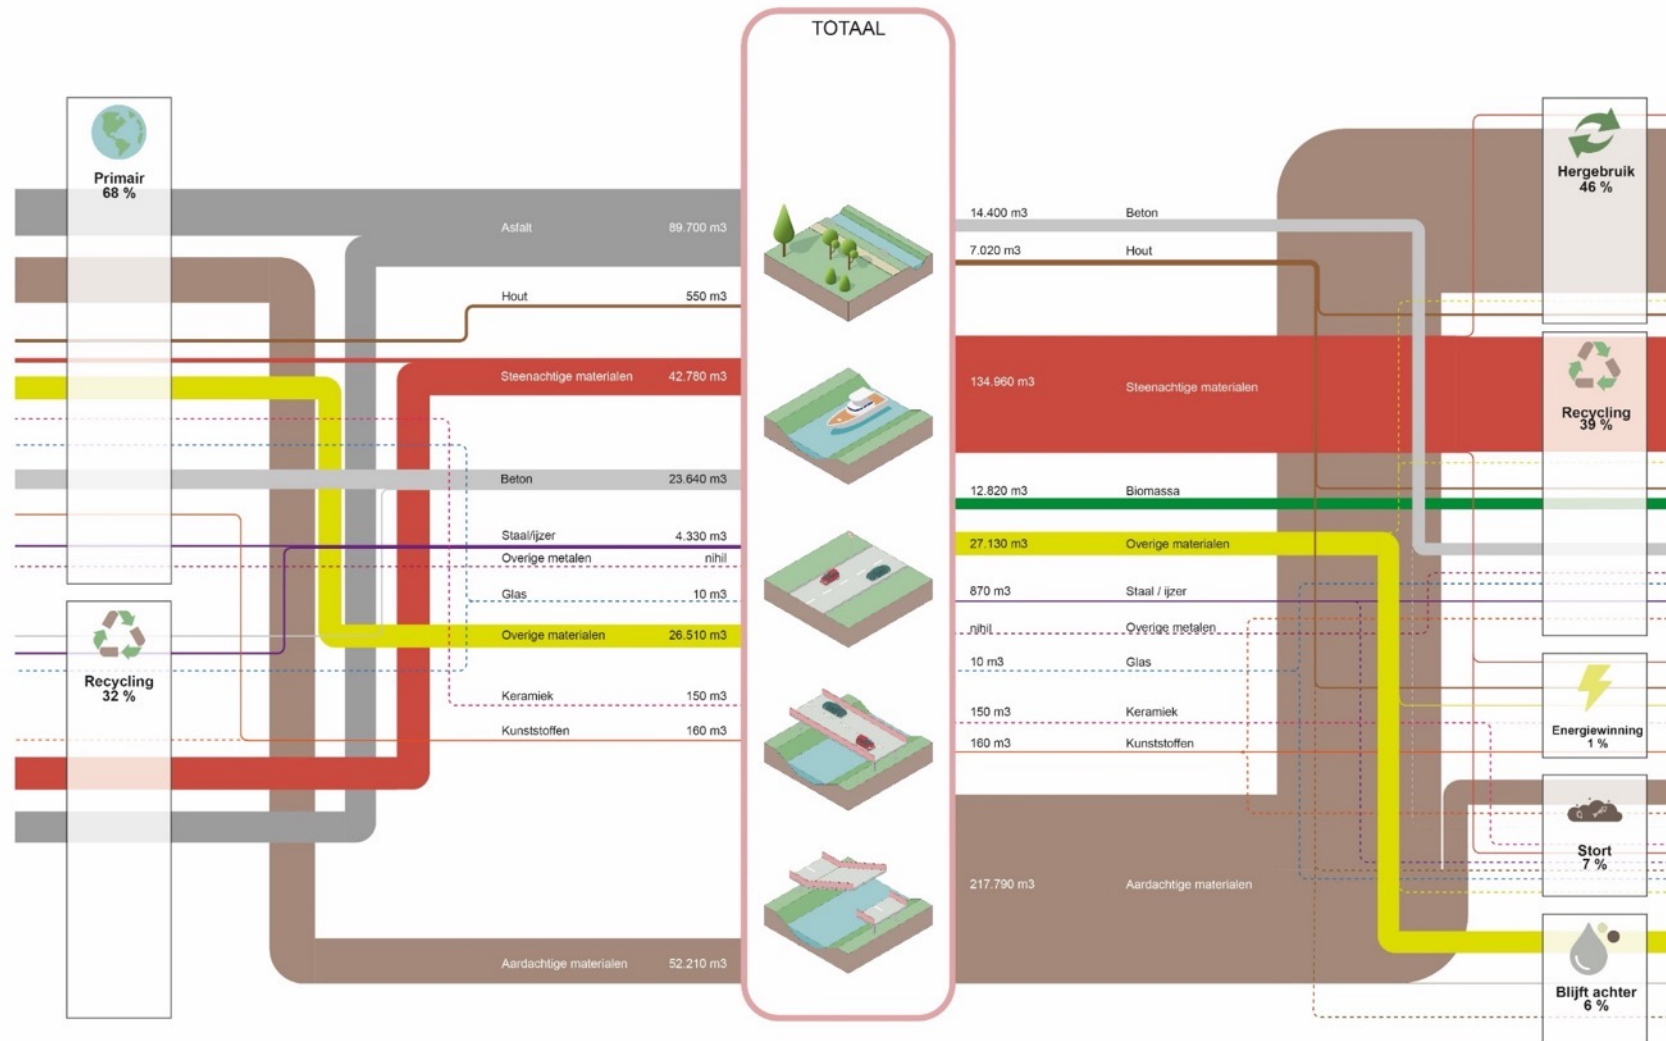 TOTAAL
Primair
68 %
Recycling
32 %
Asfalt 89.700 m3
Hout 550 m3
Steenachtige materialen 42.780 m3
Beton 23.640 m3
Staal/ijzer 4.330 m3
Overige metalen nihil
Glas 10 m3
Overige materialen 26.510 m3
Keramiek 150 m3
Kunststoffen 160 m3
Aardachtige materialen 52.210 m3
14.400 m3 Beton
7.020 m3 Hout
134.960 m3 Steenachtige materialen
12.820 m3 Biomassa
27.130 m3 Overige materialen
870 m3 Staal / ijzer
nihil Overige metalen
10 m3 Glas
150 m3 Keramiek
160 m3 Kunststoffen
217.790 m3 Aardachtige materialen
Hergebruik
46 %
Recycling
39 %
Energiewinning
1 %
Stort
7 %
Blijft achter
6 %